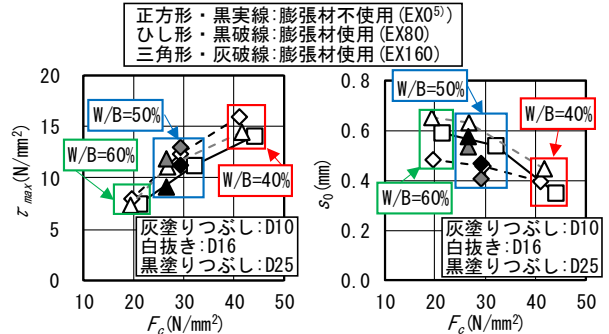 正方形・黒実線:膨張材不使用(EX0⁵⁾)
ひし形・黒破線:膨張材使用(EX80)
三角形・灰破線:膨張材使用(EX160)
20
15
10
5
0
τmax(N/mm²)
W/B=50%
W/B=60%
W/B=40%
灰塗りつぶし:D10
白抜き:D16
黒塗りつぶし:D25
10 20 30 40 50
Fc(N/mm²)
0.8
0.6
0.4
0.2
0.0
s0(mm)
W/B=50%
W/B=40%
W/B=60%
灰塗りつぶし:D10
白抜き:D16
黒塗りつぶし:D25
10 20 30 40 50
Fc(N/mm²)